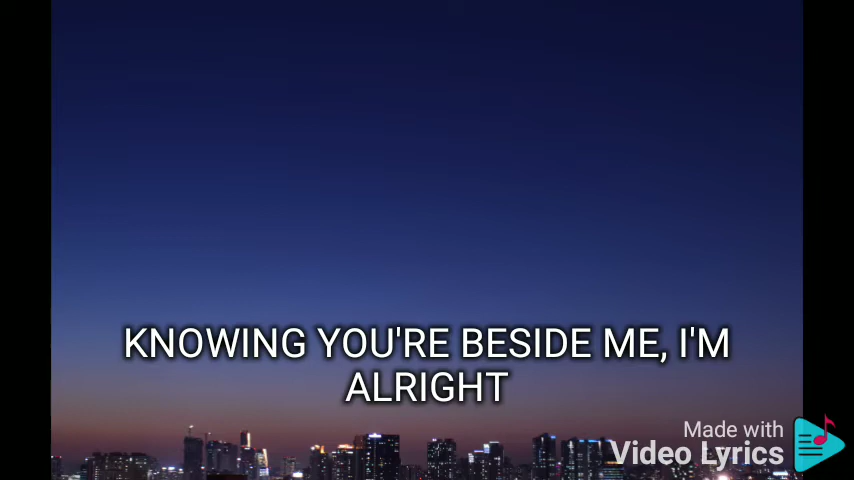 KNOWING YOU'RE BESIDE ME, I'M
ALRIGHT
Made with
Video Lyrics